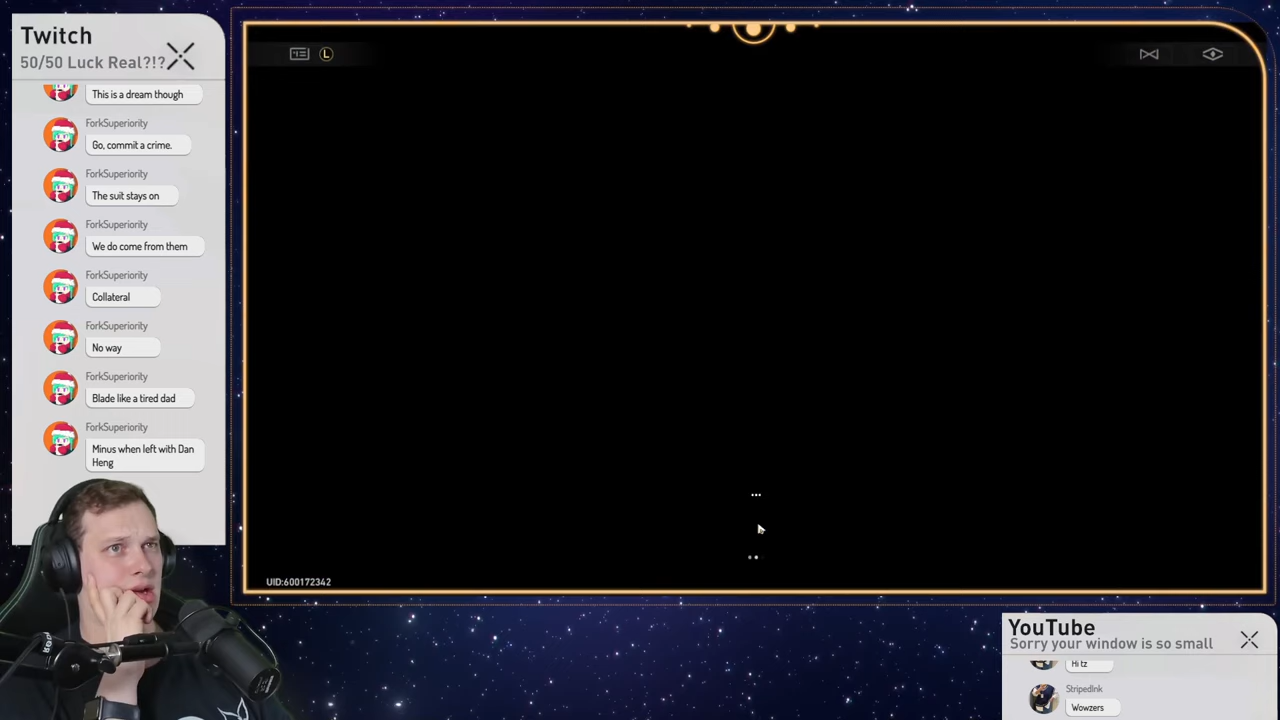 Twitch
50/50 Luck Real?!?
This is a dream though
ForkSuperiority
Go, commit a crime.
ForkSuperiority
The suit stays on
ForkSuperiority
We do come from them
ForkSuperiority
Collateral
ForkSuperiority
No way
ForkSuperiority
Blade like a tired dad
ForkSuperiority
Minus when left with Dan
Heng
L
...
UID:600172342
YouTube
Sorry your window is so small
Hi tz
StripedInk
Wowzers